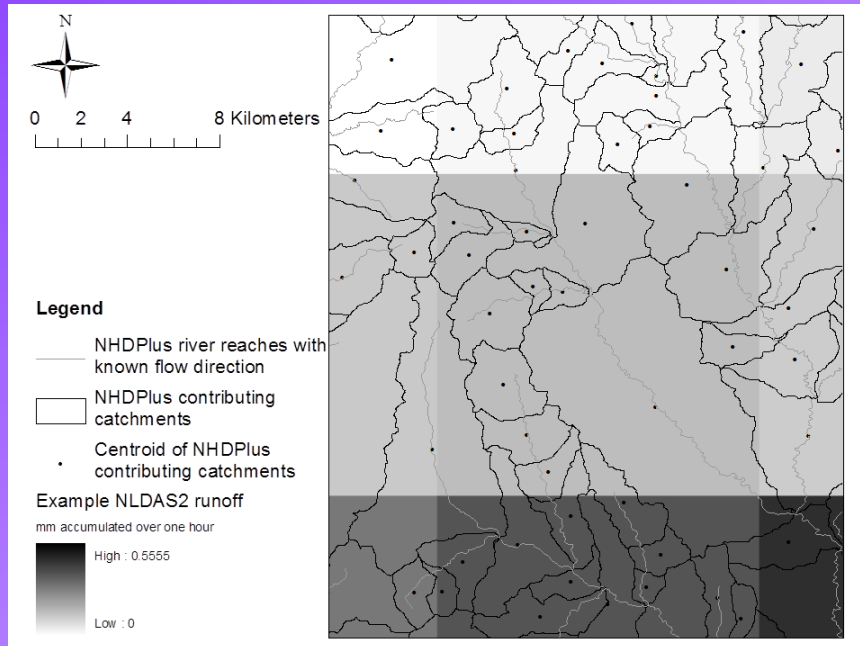 N
0 2 4 8 Kilometers
Legend
NHDPlus river reaches with
known flow direction
NHDPlus contributing
catchments
Centroid of NHDPlus
contributing catchments
Example NLDAS2 runoff
mm accumulated over one hour
High : 0.5555
Low : 0